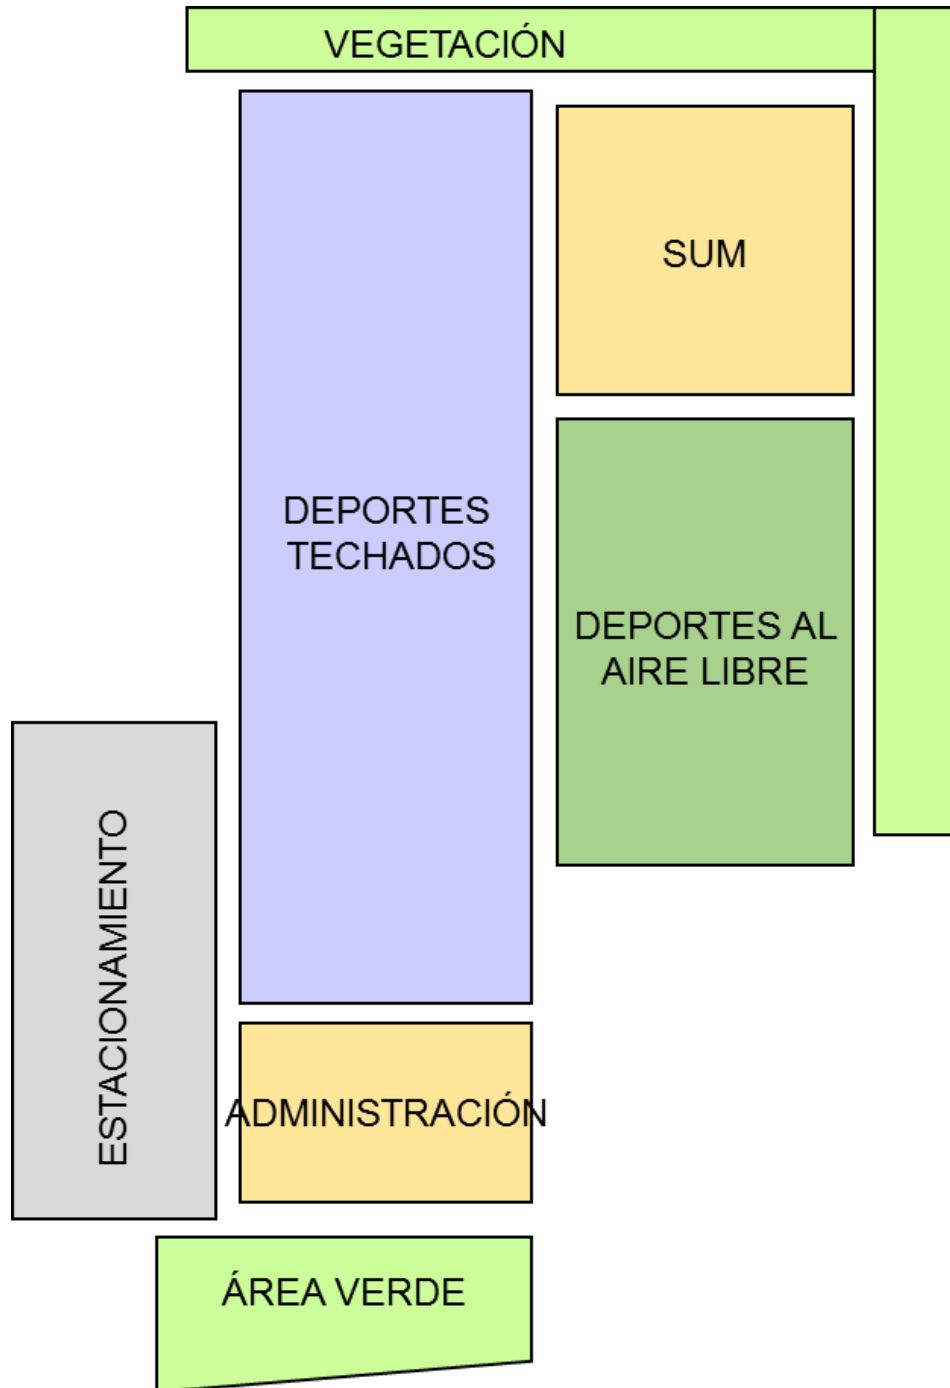 VEGETACIÓN
SUM
DEPORTES
TECHADOS
DEPORTES AL
AIRE LIBRE
ESTACIONAMIENTO
ADMINISTRACIÓN
ÁREA VERDE